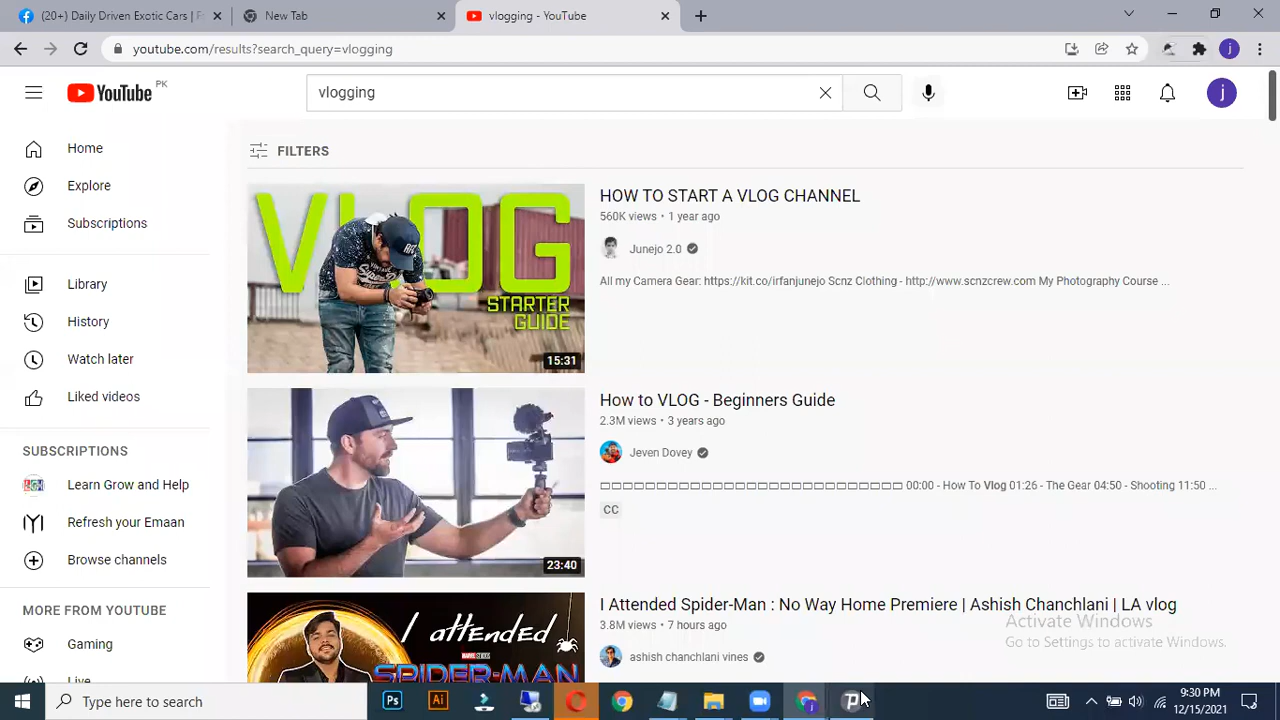 (20+) Daily Driven Exotic Cars |
New Tab
vlogging - YouTube
youtube.com/results?search_query=vlogging
j
YouTube PK
vlogging
j
Home
Explore
Subscriptions
Library
History
Watch later
Liked videos
SUBSCRIPTIONS
Learn Grow and Help
Refresh your Emaan
Browse channels
MORE FROM YOUTUBE
Gaming
Live
FILTERS
VLOG
STARTER
GUIDE
15:31
HOW TO START A VLOG CHANNEL
560K views • 1 year ago
Junejo 2.0
All my Camera Gear: https://kit.co/irfanjunejo Scnz Clothing - http://www.scnzcrew.com My Photography Course ...
23:40
How to VLOG - Beginners Guide
2.3M views • 3 years ago
Jeven Dovey
00:00 - How To Vlog 01:26 - The Gear 04:50 - Shooting 11:50 ...
CC
I attended
MARVEL STUDIOS
SPIDER-MAN
I Attended Spider-Man : No Way Home Premiere | Ashish Chanchlani | LA vlog
3.8M views • 7 hours ago
ashish chanchlani vines
Activate Windows
Go to Settings to activate Windows.
Type here to search
Ps
Ai
9:30 PM
12/15/2021